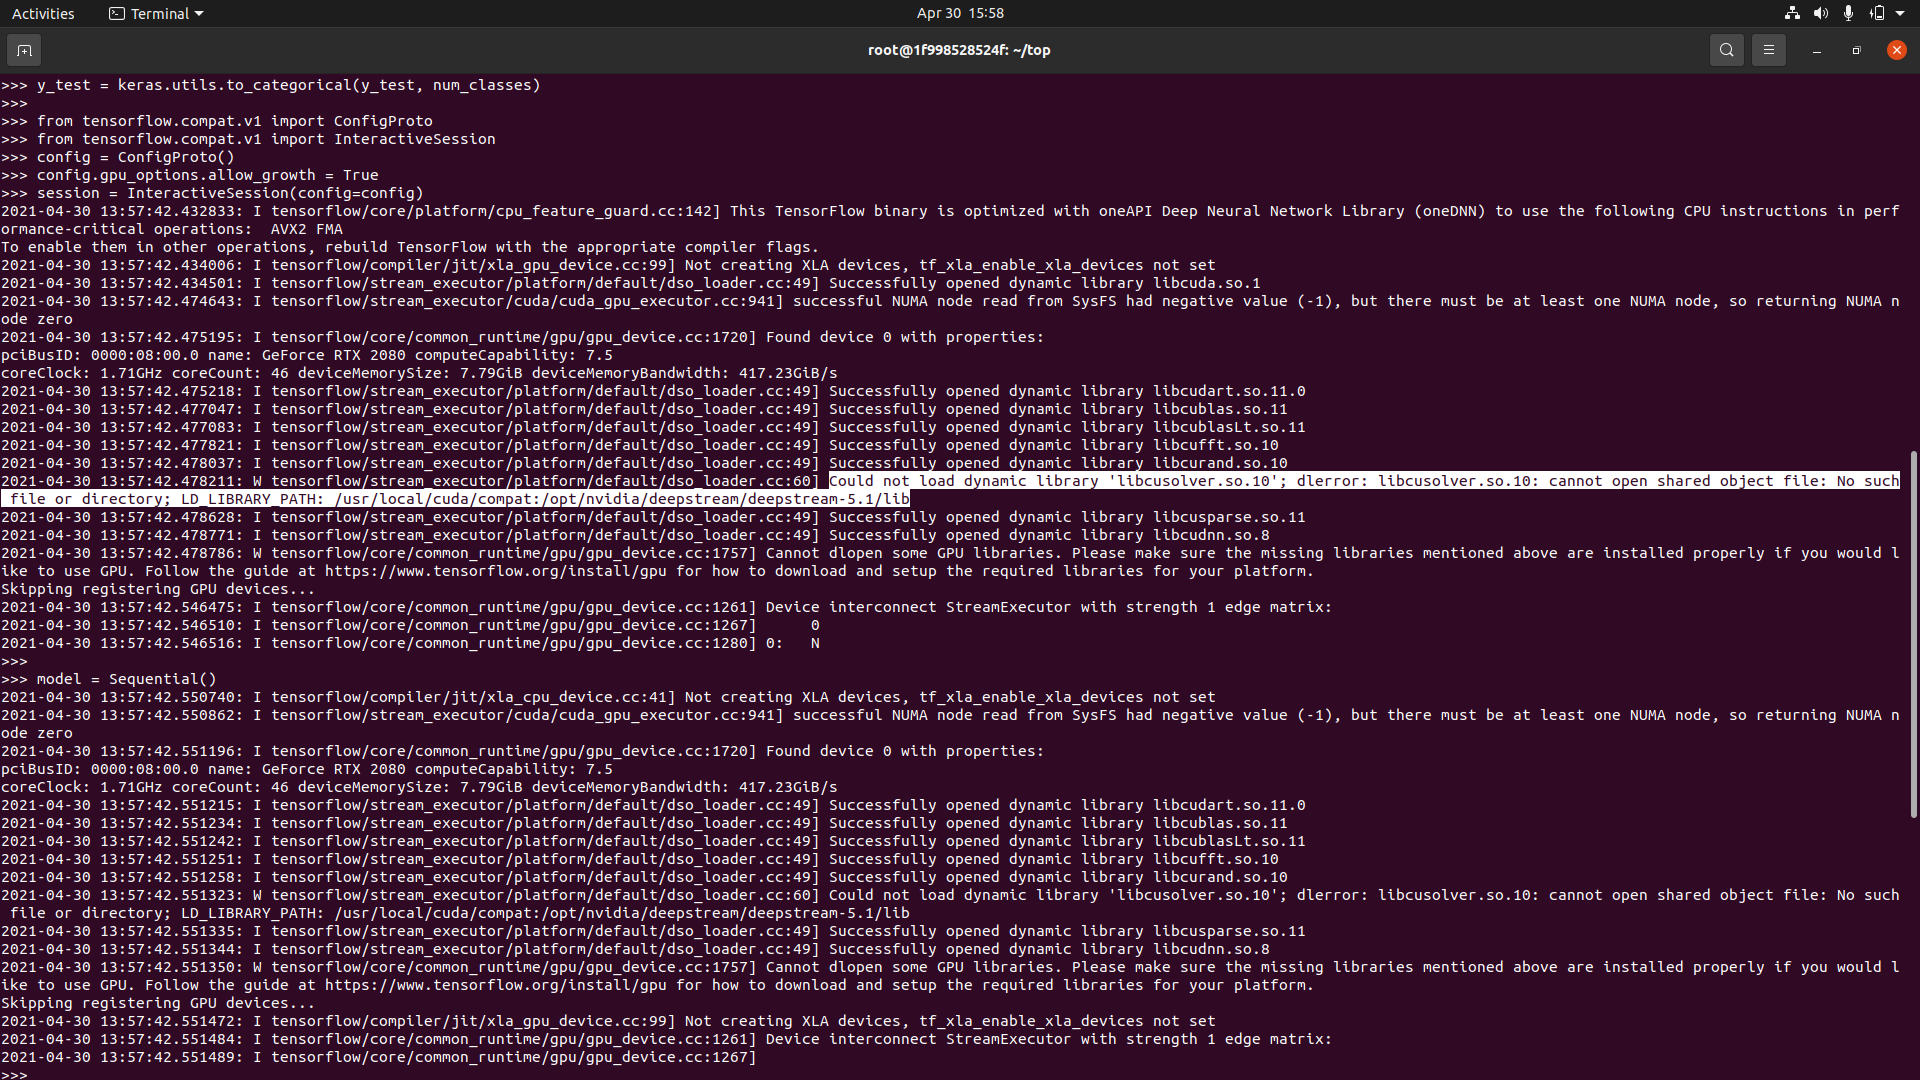 Activities
Terminal
Apr 30  15:58
root@1f998528524f: ~/top
>>> y_test = keras.utils.to_categorical(y_test, num_classes)
>>>
>>> from tensorflow.compat.v1 import ConfigProto
>>> from tensorflow.compat.v1 import InteractiveSession
>>> config = ConfigProto()
>>> config.gpu_options.allow_growth = True
>>> session = InteractiveSession(config=config)
2021-04-30 13:57:42.432833: I tensorflow/core/platform/cpu_feature_guard.cc:142] This TensorFlow binary is optimized with oneAPI Deep Neural Network Library (oneDNN) to use the following CPU instructions in perf
ormance-critical operations:  AVX2 FMA
To enable them in other operations, rebuild TensorFlow with the appropriate compiler flags.
2021-04-30 13:57:42.434006: I tensorflow/compiler/jit/xla_gpu_device.cc:99] Not creating XLA devices, tf_xla_enable_xla_devices not set
2021-04-30 13:57:42.434501: I tensorflow/stream_executor/platform/default/dso_loader.cc:49] Successfully opened dynamic library libcuda.so.1
2021-04-30 13:57:42.474643: I tensorflow/stream_executor/cuda/cuda_gpu_executor.cc:941] successful NUMA node read from SysFS had negative value (-1), but there must be at least one NUMA node, so returning NUMA n
ode zero
2021-04-30 13:57:42.475195: I tensorflow/core/common_runtime/gpu/gpu_device.cc:1720] Found device 0 with properties:
pciBusID: 0000:08:00.0 name: GeForce RTX 2080 computeCapability: 7.5
coreClock: 1.71GHz coreCount: 46 deviceMemorySize: 7.79GiB deviceMemoryBandwidth: 417.23GiB/s
2021-04-30 13:57:42.475218: I tensorflow/stream_executor/platform/default/dso_loader.cc:49] Successfully opened dynamic library libcudart.so.11.0
2021-04-30 13:57:42.477047: I tensorflow/stream_executor/platform/default/dso_loader.cc:49] Successfully opened dynamic library libcublas.so.11
2021-04-30 13:57:42.477083: I tensorflow/stream_executor/platform/default/dso_loader.cc:49] Successfully opened dynamic library libcublasLt.so.11
2021-04-30 13:57:42.477821: I tensorflow/stream_executor/platform/default/dso_loader.cc:49] Successfully opened dynamic library libcufft.so.10
2021-04-30 13:57:42.478037: I tensorflow/stream_executor/platform/default/dso_loader.cc:49] Successfully opened dynamic library libcurand.so.10
2021-04-30 13:57:42.478211: W tensorflow/stream_executor/platform/default/dso_loader.cc:60] Could not load dynamic library 'libcusolver.so.10'; dlerror: libcusolver.so.10: cannot open shared object file: No such
 file or directory; LD_LIBRARY_PATH: /usr/local/cuda/compat:/opt/nvidia/deepstream/deepstream-5.1/lib
2021-04-30 13:57:42.478628: I tensorflow/stream_executor/platform/default/dso_loader.cc:49] Successfully opened dynamic library libcusparse.so.11
2021-04-30 13:57:42.478771: I tensorflow/stream_executor/platform/default/dso_loader.cc:49] Successfully opened dynamic library libcudnn.so.8
2021-04-30 13:57:42.478786: W tensorflow/core/common_runtime/gpu/gpu_device.cc:1757] Cannot dlopen some GPU libraries. Please make sure the missing libraries mentioned above are installed properly if you would l
ike to use GPU. Follow the guide at https://www.tensorflow.org/install/gpu for how to download and setup the required libraries for your platform.
Skipping registering GPU devices...
2021-04-30 13:57:42.546475: I tensorflow/core/common_runtime/gpu/gpu_device.cc:1261] Device interconnect StreamExecutor with strength 1 edge matrix:
2021-04-30 13:57:42.546510: I tensorflow/core/common_runtime/gpu/gpu_device.cc:1267]      0
2021-04-30 13:57:42.546516: I tensorflow/core/common_runtime/gpu/gpu_device.cc:1280] 0:   N
>>>
>>> model = Sequential()
2021-04-30 13:57:42.550740: I tensorflow/compiler/jit/xla_cpu_device.cc:41] Not creating XLA devices, tf_xla_enable_xla_devices not set
2021-04-30 13:57:42.550862: I tensorflow/stream_executor/cuda/cuda_gpu_executor.cc:941] successful NUMA node read from SysFS had negative value (-1), but there must be at least one NUMA node, so returning NUMA n
ode zero
2021-04-30 13:57:42.551196: I tensorflow/core/common_runtime/gpu/gpu_device.cc:1720] Found device 0 with properties:
pciBusID: 0000:08:00.0 name: GeForce RTX 2080 computeCapability: 7.5
coreClock: 1.71GHz coreCount: 46 deviceMemorySize: 7.79GiB deviceMemoryBandwidth: 417.23GiB/s
2021-04-30 13:57:42.551215: I tensorflow/stream_executor/platform/default/dso_loader.cc:49] Successfully opened dynamic library libcudart.so.11.0
2021-04-30 13:57:42.551234: I tensorflow/stream_executor/platform/default/dso_loader.cc:49] Successfully opened dynamic library libcublas.so.11
2021-04-30 13:57:42.551242: I tensorflow/stream_executor/platform/default/dso_loader.cc:49] Successfully opened dynamic library libcublasLt.so.11
2021-04-30 13:57:42.551251: I tensorflow/stream_executor/platform/default/dso_loader.cc:49] Successfully opened dynamic library libcufft.so.10
2021-04-30 13:57:42.551258: I tensorflow/stream_executor/platform/default/dso_loader.cc:49] Successfully opened dynamic library libcurand.so.10
2021-04-30 13:57:42.551323: W tensorflow/stream_executor/platform/default/dso_loader.cc:60] Could not load dynamic library 'libcusolver.so.10'; dlerror: libcusolver.so.10: cannot open shared object file: No such
 file or directory; LD_LIBRARY_PATH: /usr/local/cuda/compat:/opt/nvidia/deepstream/deepstream-5.1/lib
2021-04-30 13:57:42.551335: I tensorflow/stream_executor/platform/default/dso_loader.cc:49] Successfully opened dynamic library libcusparse.so.11
2021-04-30 13:57:42.551344: I tensorflow/stream_executor/platform/default/dso_loader.cc:49] Successfully opened dynamic library libcudnn.so.8
2021-04-30 13:57:42.551350: W tensorflow/core/common_runtime/gpu/gpu_device.cc:1757] Cannot dlopen some GPU libraries. Please make sure the missing libraries mentioned above are installed properly if you would l
ike to use GPU. Follow the guide at https://www.tensorflow.org/install/gpu for how to download and setup the required libraries for your platform.
Skipping registering GPU devices...
2021-04-30 13:57:42.551472: I tensorflow/compiler/jit/xla_gpu_device.cc:99] Not creating XLA devices, tf_xla_enable_xla_devices not set
2021-04-30 13:57:42.551484: I tensorflow/core/common_runtime/gpu/gpu_device.cc:1261] Device interconnect StreamExecutor with strength 1 edge matrix:
2021-04-30 13:57:42.551489: I tensorflow/core/common_runtime/gpu/gpu_device.cc:1267]
>>>